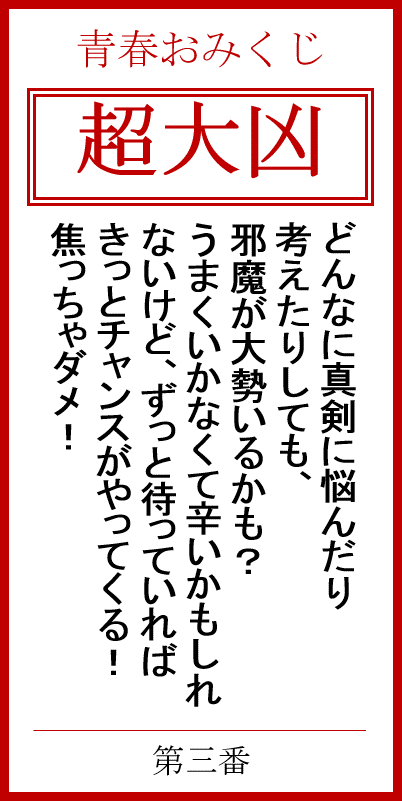 青春おみくじ
超大凶
どんなに真剣に悩んだり
考えたりしても、
邪魔が大勢いるかも？
うまくいかなくて辛いかもしれ
ないけど、ずっと待っていれば
きっとチャンスがやってくる！
焦っちゃダメ！
第三番